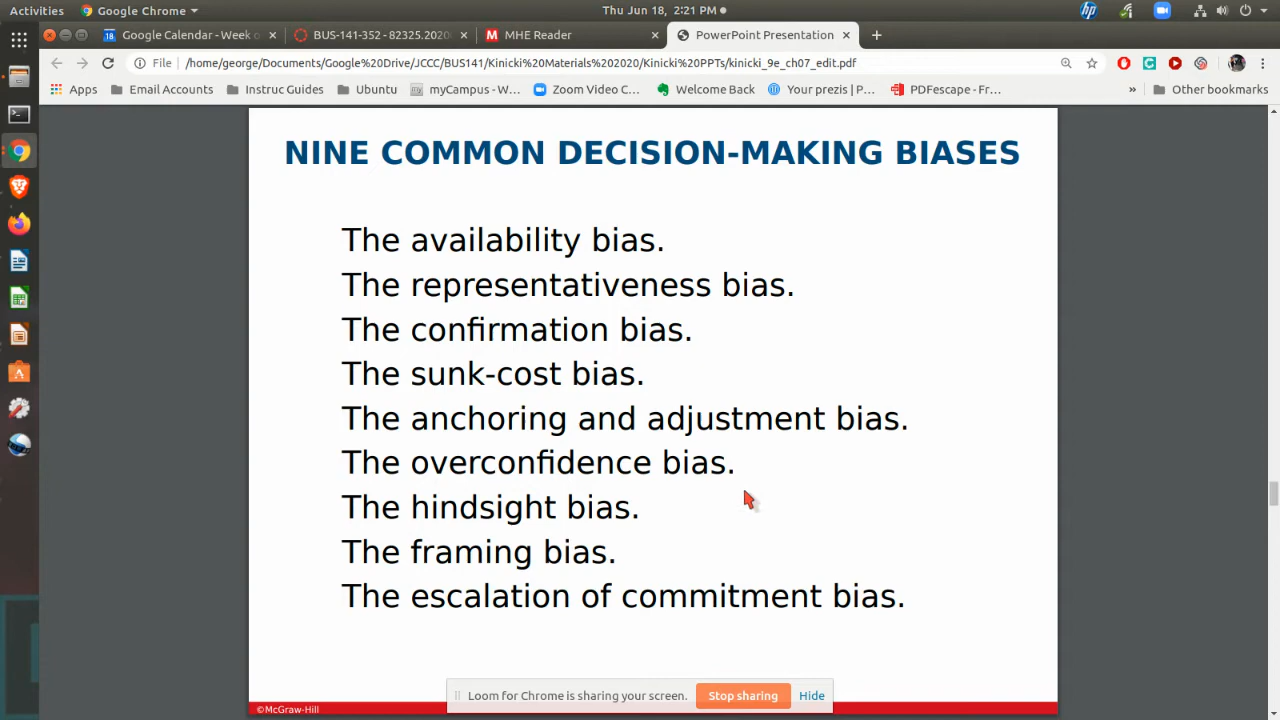 Activities
Google Chrome
Thu Jun 18, 2:21 PM
Google Calendar - Week o
BUS-141-352 - 82325.2020
MHE Reader
PowerPoint Presentation
File
/home/george/Documents/Google%20Drive/JCCC/BUS141/Kinicki%20Materials%202020/Kinicki%20PPTs/kinicki_9e_ch07_edit.pdf
Apps
Email Accounts
Instruc Guides
Ubuntu
myCampus - W...
Zoom Video C...
Welcome Back
Your prezis | P...
PDFescape - Fr...
Other bookmarks
NINE COMMON DECISION-MAKING BIASES
The availability bias.
The representativeness bias.
The confirmation bias.
The sunk-cost bias.
The anchoring and adjustment bias.
The overconfidence bias.
The hindsight bias.
The framing bias.
The escalation of commitment bias.
Loom for Chrome is sharing your screen.
Stop sharing
Hide
©McGraw-Hill